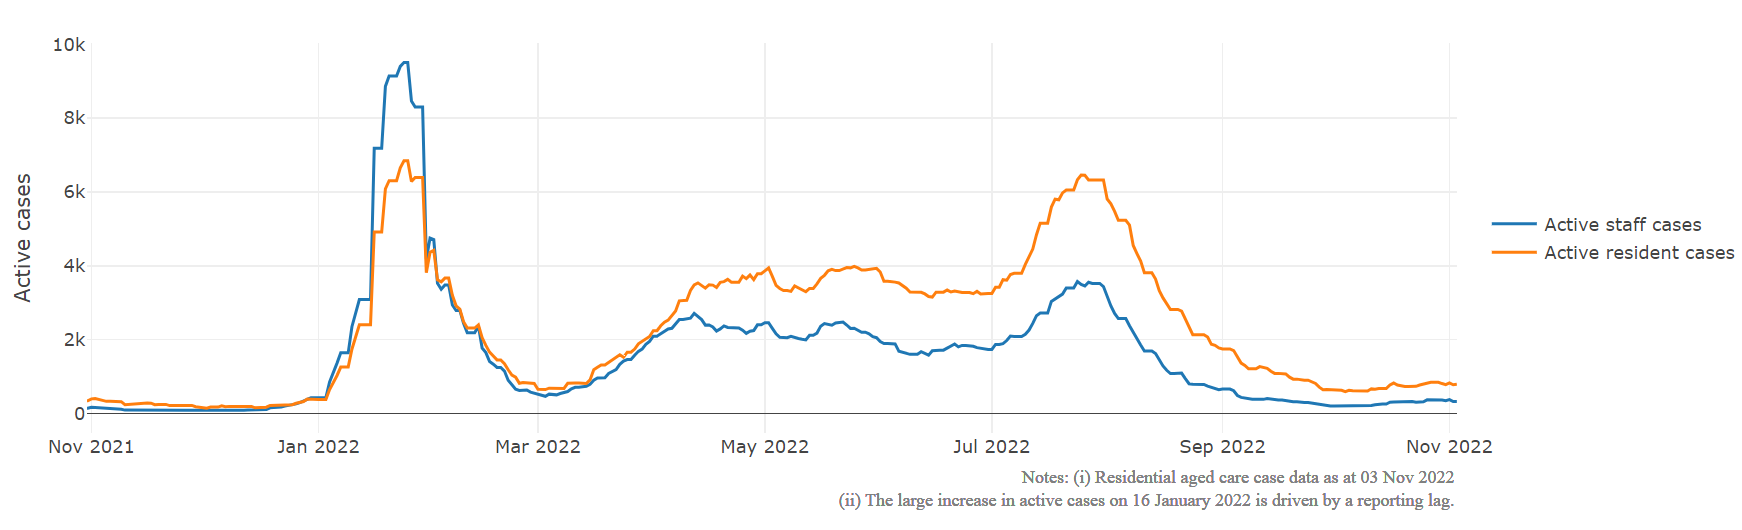 10k
8k
6k
4k
2k
0
Active cases
Nov 2021
Jan 2022
Mar 2022
May 2022
Jul 2022
Sep 2022
Nov 2022
Active staff cases
Active resident cases
Notes: (i) Residential aged care case data as at 03 Nov 2022
(ii) The large increase in active cases on 16 January 2022 is driven by a reporting lag.